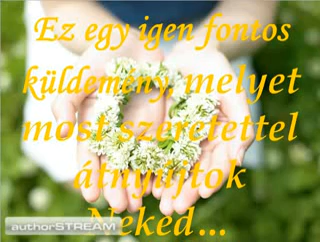 Ez egy igen fontos
küldemény, melyet
most szeretettel
átnyújtok
Neked...
authorSTREAM